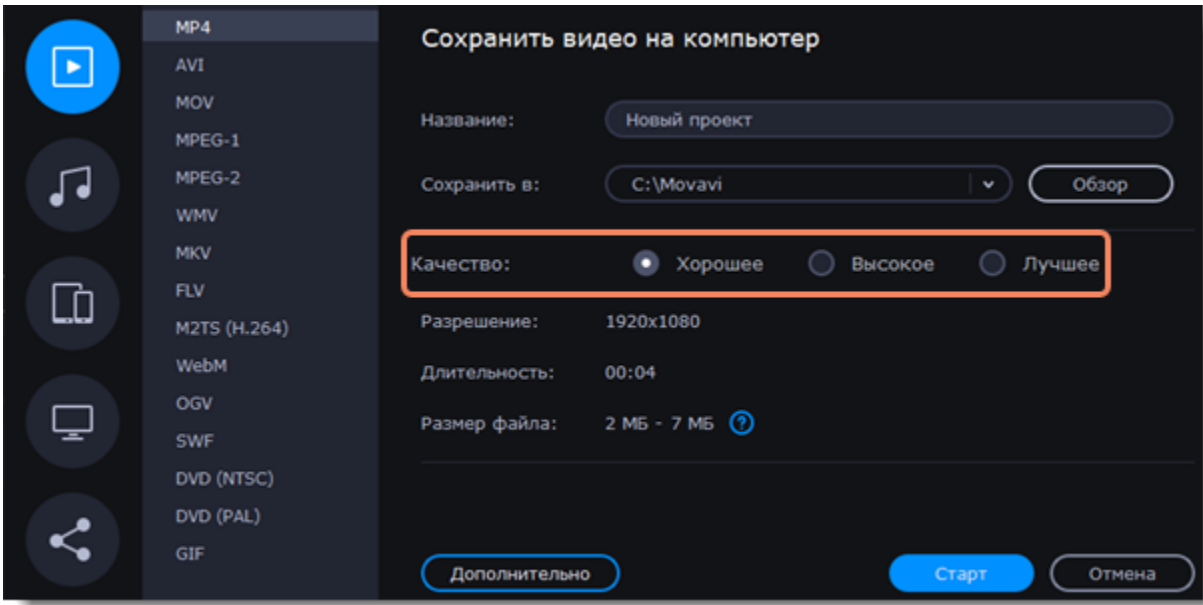 MP4
AVI
MOV
MPEG-1
MPEG-2
WMV
MKV
FLV
M2TS (H.264)
WebM
OGV
SWF
DVD (NTSC)
DVD (PAL)
GIF
Сохранить видео на компьютер
Название: Новый проект
Сохранить в: C:\Movavi Обзор
Качество: Хорошее Высокое Лучшее
Разрешение: 1920x1080
Длительность: 00:04
Размер файла: 2 МБ - 7 МБ ?
Дополнительно Старт Отмена